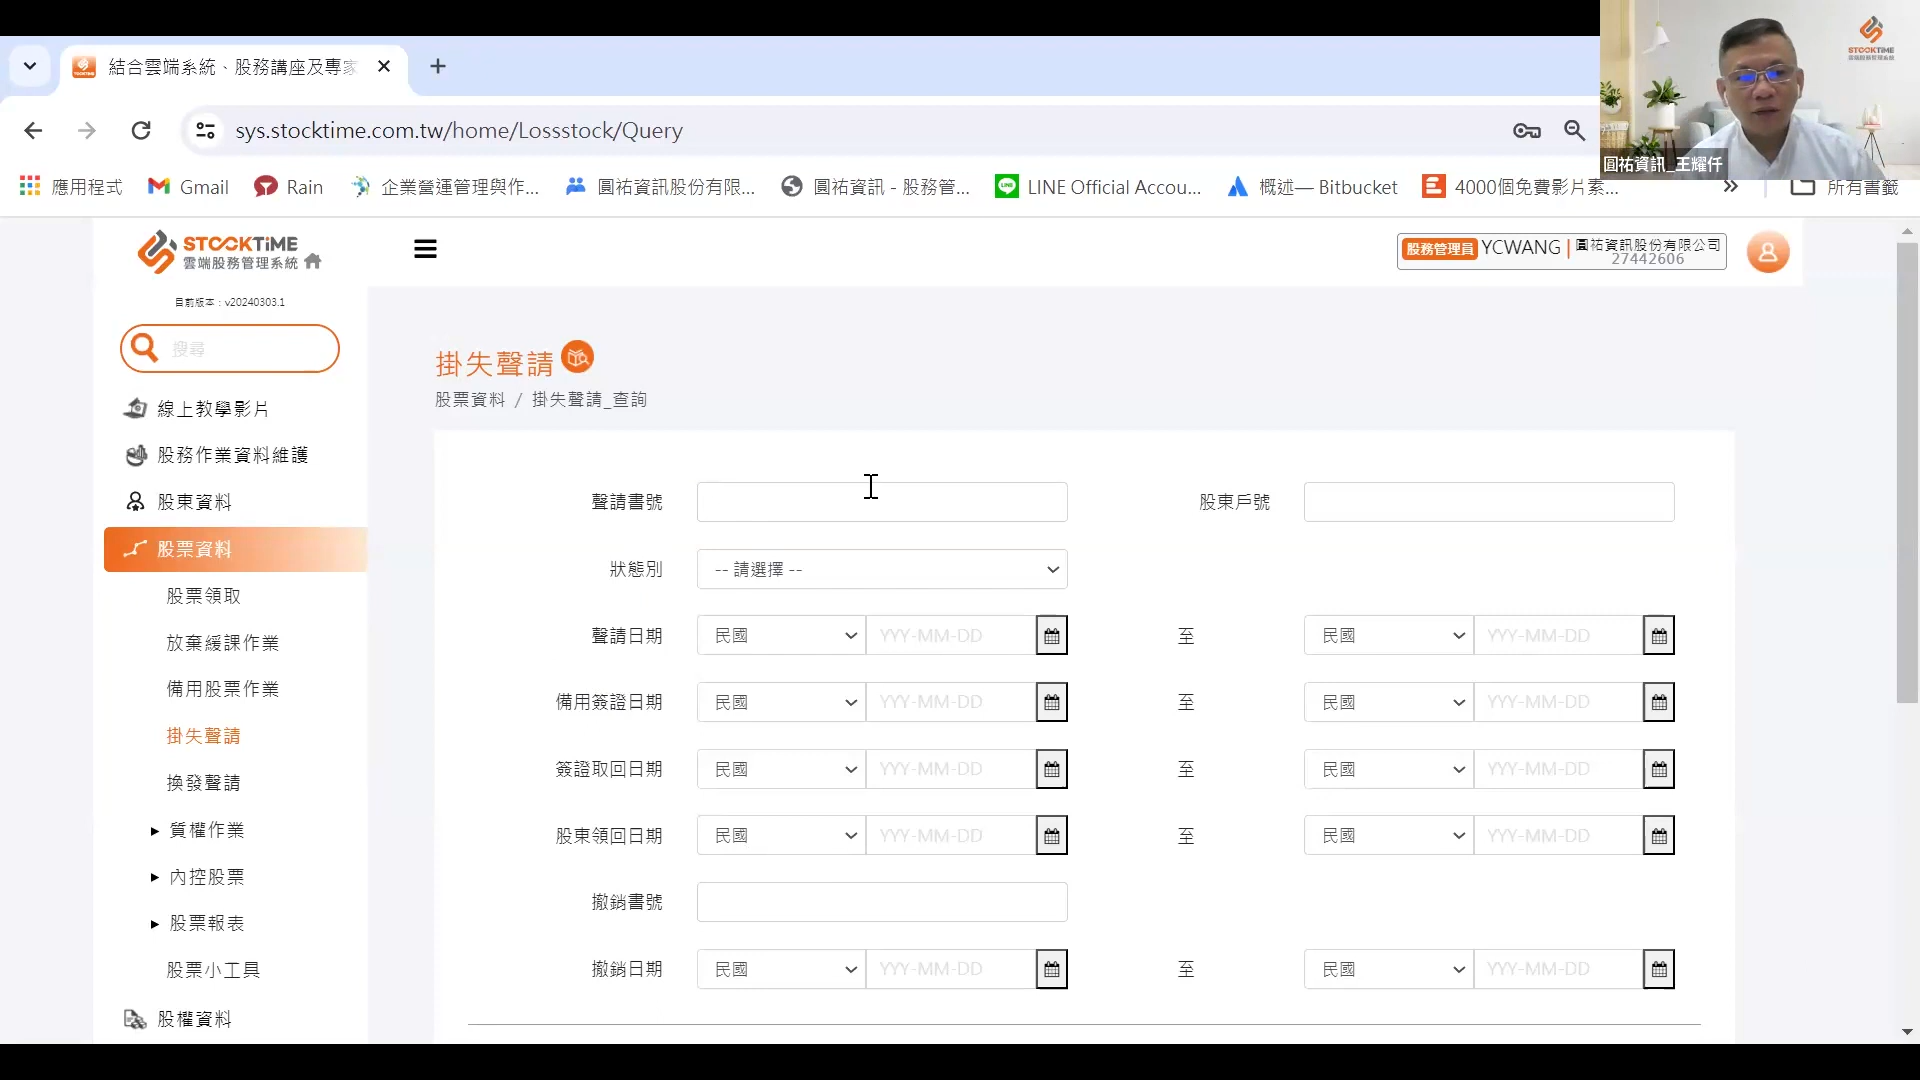 結合雲端系統、股務講座及專家
sys.stocktime.com.tw/home/Lossstock/Query
應用程式
Gmail
Rain
企業營運管理與作...
圓祐資訊股份有限...
圓祐資訊 - 股務管...
LINE Official Accou...
概述— Bitbucket
4000個免費影片素...
所有書籤
STOCKTIME
雲端股務管理系統
圓祐資訊_王耀仟
STOCKTIME
雲端股務管理系統
目前版本：v20240303.1
股務管理員 YCWANG | 圓祐資訊股份有限公司
27442606
搜尋
線上教學影片
股務作業資料維護
股東資料
股票資料
股票領取
放棄緩課作業
備用股票作業
掛失聲請
換發聲請
質權作業
內控股票
股票報表
股票小工具
股權資料
掛失聲請
股票資料 / 掛失聲請_查詢
聲請書號
股東戶號
狀態別 -- 請選擇 --
聲請日期 民國 YYY-MM-DD 至 民國 YYY-MM-DD
備用簽證日期 民國 YYY-MM-DD 至 民國 YYY-MM-DD
簽證取回日期 民國 YYY-MM-DD 至 民國 YYY-MM-DD
股東領回日期 民國 YYY-MM-DD 至 民國 YYY-MM-DD
撤銷書號
撤銷日期 民國 YYY-MM-DD 至 民國 YYY-MM-DD